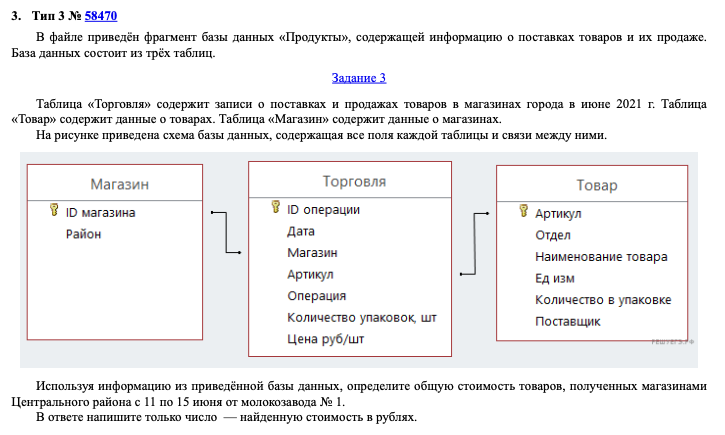 3. Тип 3 № 58470
В файле приведён фрагмент базы данных «Продукты», содержащей информацию о поставках товаров и их продаже.
База данных состоит из трёх таблиц.
Задание 3
Таблица «Торговля» содержит записи о поставках и продажах товаров в магазинах города в июне 2021 г. Таблица
«Товар» содержит данные о товарах. Таблица «Магазин» содержит данные о магазинах.
На рисунке приведена схема базы данных, содержащая все поля каждой таблицы и связи между ними.
Магазин
ID магазина
Район
Торговля
ID операции
Дата
Магазин
Артикул
Операция
Количество упаковок, шт
Цена руб/шт
Товар
Артикул
Отдел
Наименование товара
Ед изм
Количество в упаковке
Поставщик
РЕШУЕГЭ.РФ
Используя информацию из приведённой базы данных, определите общую стоимость товаров, полученных магазинами
Центрального района с 11 по 15 июня от молокозавода № 1.
В ответе напишите только число — найденную стоимость в рублях.